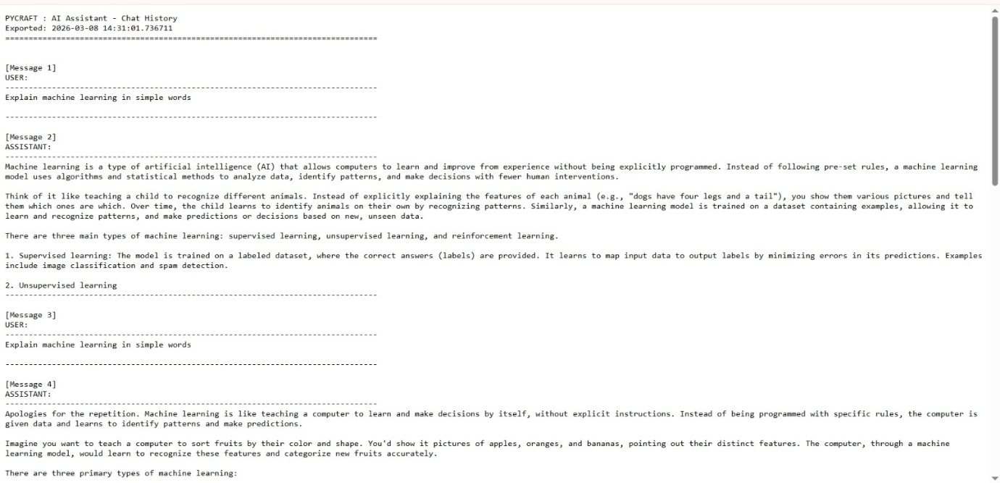 PYCRAFT : AI Assistant - Chat History
Exported: 2026-03-08 14:31:01.736711
================================================================================
[Message 1]
USER:
--------------------------------------------------------------------------------
Explain machine learning in simple words
--------------------------------------------------------------------------------
[Message 2]
ASSISTANT:
--------------------------------------------------------------------------------
Machine learning is a type of artificial intelligence (AI) that allows computers to learn and improve from experience without being explicitly programmed. Instead of following pre-set rules, a machine learning
model uses algorithms and statistical methods to analyze data, identify patterns, and make decisions with fewer human interventions.
Think of it like teaching a child to recognize different animals. Instead of explicitly explaining the features of each animal (e.g., "dogs have four legs and a tail"), you show them various pictures and tell
them which ones are which. Over time, the child learns to identify animals on their own by recognizing patterns. Similarly, a machine learning model is trained on a dataset containing examples, allowing it to
learn and recognize patterns, and make predictions or decisions based on new, unseen data.
There are three main types of machine learning: supervised learning, unsupervised learning, and reinforcement learning.
1. Supervised learning: The model is trained on a labeled dataset, where the correct answers (labels) are provided. It learns to map input data to output labels by minimizing errors in its predictions. Examples
include image classification and spam detection.
2. Unsupervised learning
--------------------------------------------------------------------------------
[Message 3]
USER:
--------------------------------------------------------------------------------
Explain machine learning in simple words
--------------------------------------------------------------------------------
[Message 4]
ASSISTANT:
--------------------------------------------------------------------------------
Apologies for the repetition. Machine learning is like teaching a computer to learn and make decisions by itself, without explicit instructions. Instead of being programmed with specific rules, the computer is
given data and learns to identify patterns and make predictions.
Imagine you want to teach a computer to sort fruits by their color and shape. You'd show it pictures of apples, oranges, and bananas, pointing out their distinct features. The computer, through a machine
learning model, would learn to recognize these features and categorize new fruits accurately.
There are three primary types of machine learning: